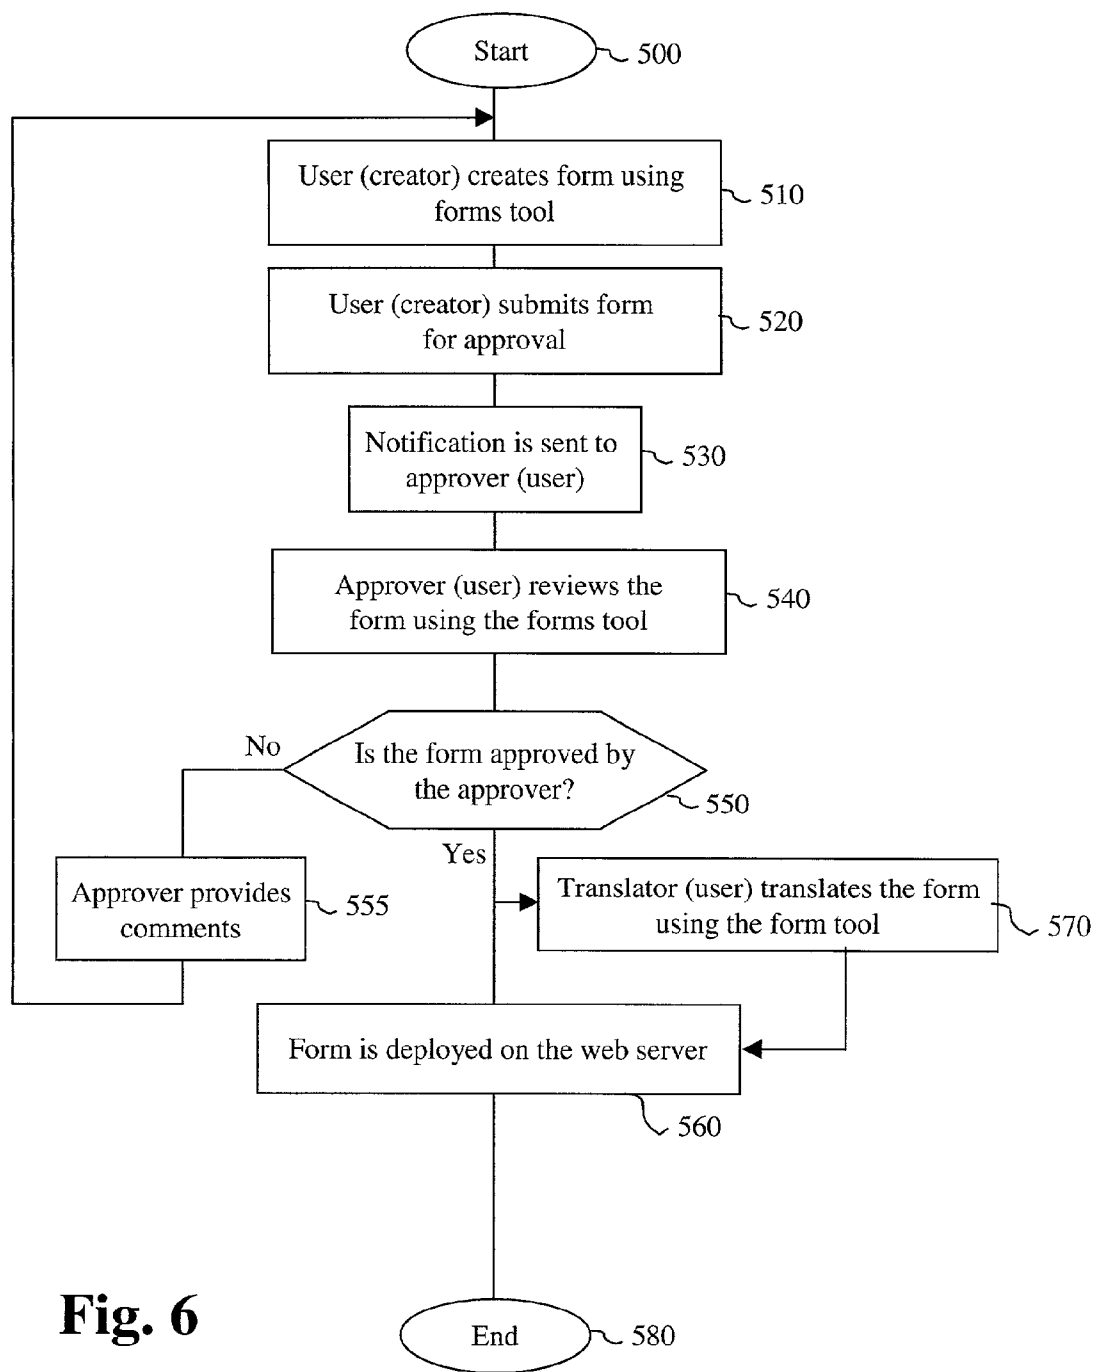 Start
500
User (creator) creates form using
forms tool
510
User (creator) submits form
for approval
520
Notification is sent to
approver (user)
530
Approver (user) reviews the
form using the forms tool
540
No
Is the form approved by
the approver?
550
Yes
Approver provides
comments
555
Translator (user) translates the form
using the form tool
570
Form is deployed on the web server
560
End
580
Fig. 6